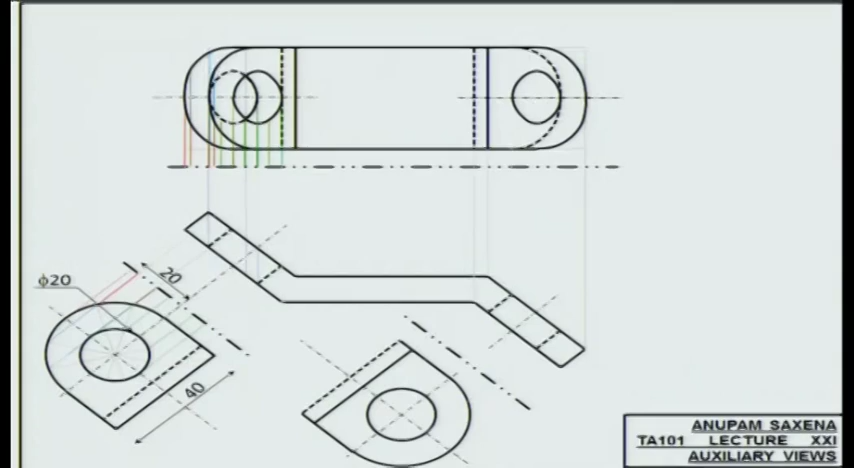 20
ϕ20
40
ANUPAM SAXENA
TA101 LECTURE XXI
AUXILIARY VIEWS